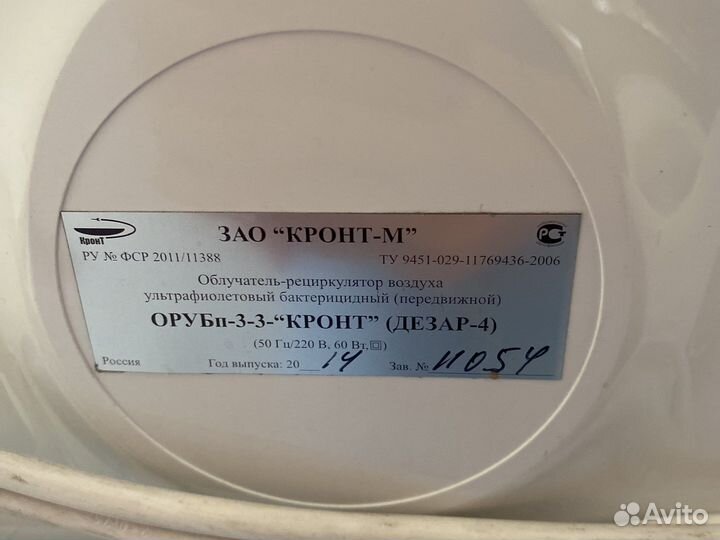 КронТ
ЗАО “КРОНТ-М”
РСТ
РУ № ФСР 2011/11388
ТУ 9451-029-11769436-2006
Облучатель-рециркулятор воздуха
ультрафиолетовый бактерицидный (передвижной)
ОРУБп-3-3-“КРОНТ” (ДЕЗАР-4)
(50 Гц/220 В, 60 Вт, )
Россия Год выпуска: 20 14 Зав. № 11054
Avito